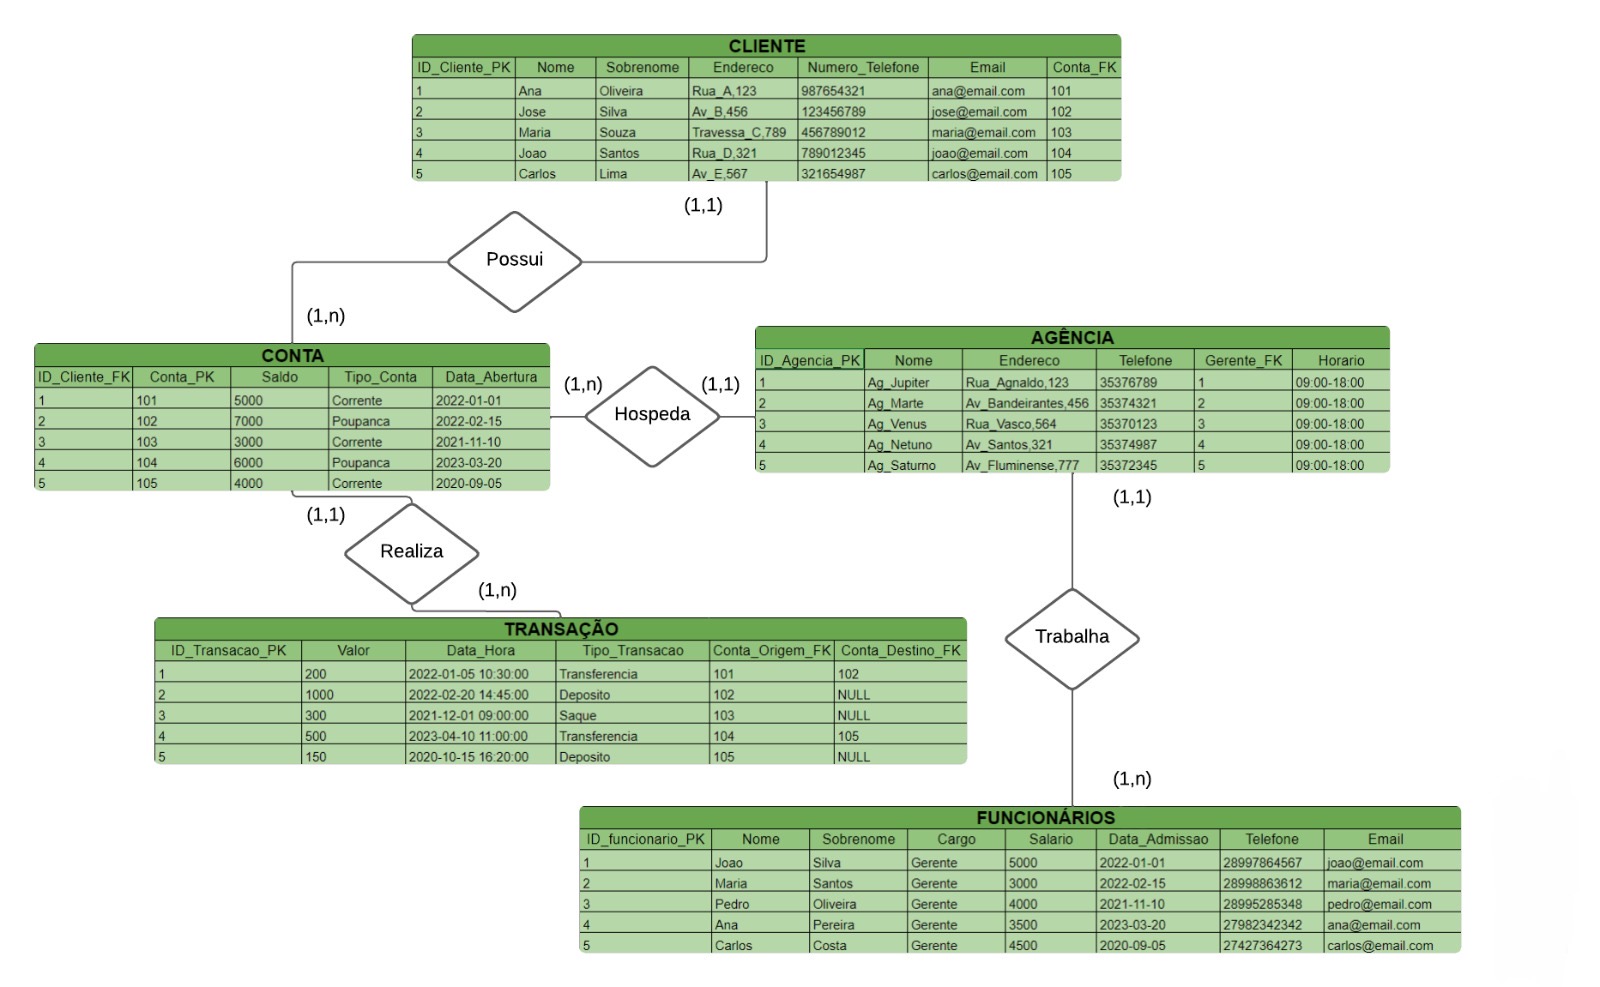 CLIENTE
ID_Cliente_PK Nome Sobrenome Endereco Numero_Telefone Email Conta_FK
1 Ana Oliveira Rua_A,123 987654321 ana@email.com 101
2 Jose Silva Av_B,456 123456789 jose@email.com 102
3 Maria Souza Travessa_C,789 456789012 maria@email.com 103
4 Joao Santos Rua_D,321 789012345 joao@email.com 104
5 Carlos Lima Av_E,567 321654987 carlos@email.com 105
(1,1)
Possui
(1,n)
CONTA
ID_Cliente_FK Conta_PK Saldo Tipo_Conta Data_Abertura
1 101 5000 Corrente 2022-01-01
2 102 7000 Poupanca 2022-02-15
3 103 3000 Corrente 2021-11-10
4 104 6000 Poupanca 2023-03-20
5 105 4000 Corrente 2020-09-05
(1,n)
Hospeda
(1,1)
AGÊNCIA
ID_Agencia_PK Nome Endereco Telefone Gerente_FK Horario
1 Ag_Jupiter Rua_Agnaldo,123 35376789 1 09:00-18:00
2 Ag_Marte Av_Bandeirantes,456 35374321 2 09:00-18:00
3 Ag_Venus Rua_Vasco,564 35370123 3 09:00-18:00
4 Ag_Netuno Av_Santos,321 35374987 4 09:00-18:00
5 Ag_Saturno Av_Fluminense,777 35372345 5 09:00-18:00
(1,1)
Realiza
(1,n)
TRANSAÇÃO
ID_Transacao_PK Valor Data_Hora Tipo_Transacao Conta_Origem_FK Conta_Destino_FK
1 200 2022-01-05 10:30:00 Transferencia 101 102
2 1000 2022-02-20 14:45:00 Deposito 102 NULL
3 300 2021-12-01 09:00:00 Saque 103 NULL
4 500 2023-04-10 11:00:00 Transferencia 104 105
5 150 2020-10-15 16:20:00 Deposito 105 NULL
(1,1)
Trabalha
(1,n)
FUNCIONÁRIOS
ID_funcionario_PK Nome Sobrenome Cargo Salario Data_Admissao Telefone Email
1 Joao Silva Gerente 5000 2022-01-01 28997864567 joao@email.com
2 Maria Santos Gerente 3000 2022-02-15 28998863612 maria@email.com
3 Pedro Oliveira Gerente 4000 2021-11-10 28995285348 pedro@email.com
4 Ana Pereira Gerente 3500 2023-03-20 27982342342 ana@email.com
5 Carlos Costa Gerente 4500 2020-09-05 27427364273 carlos@email.com